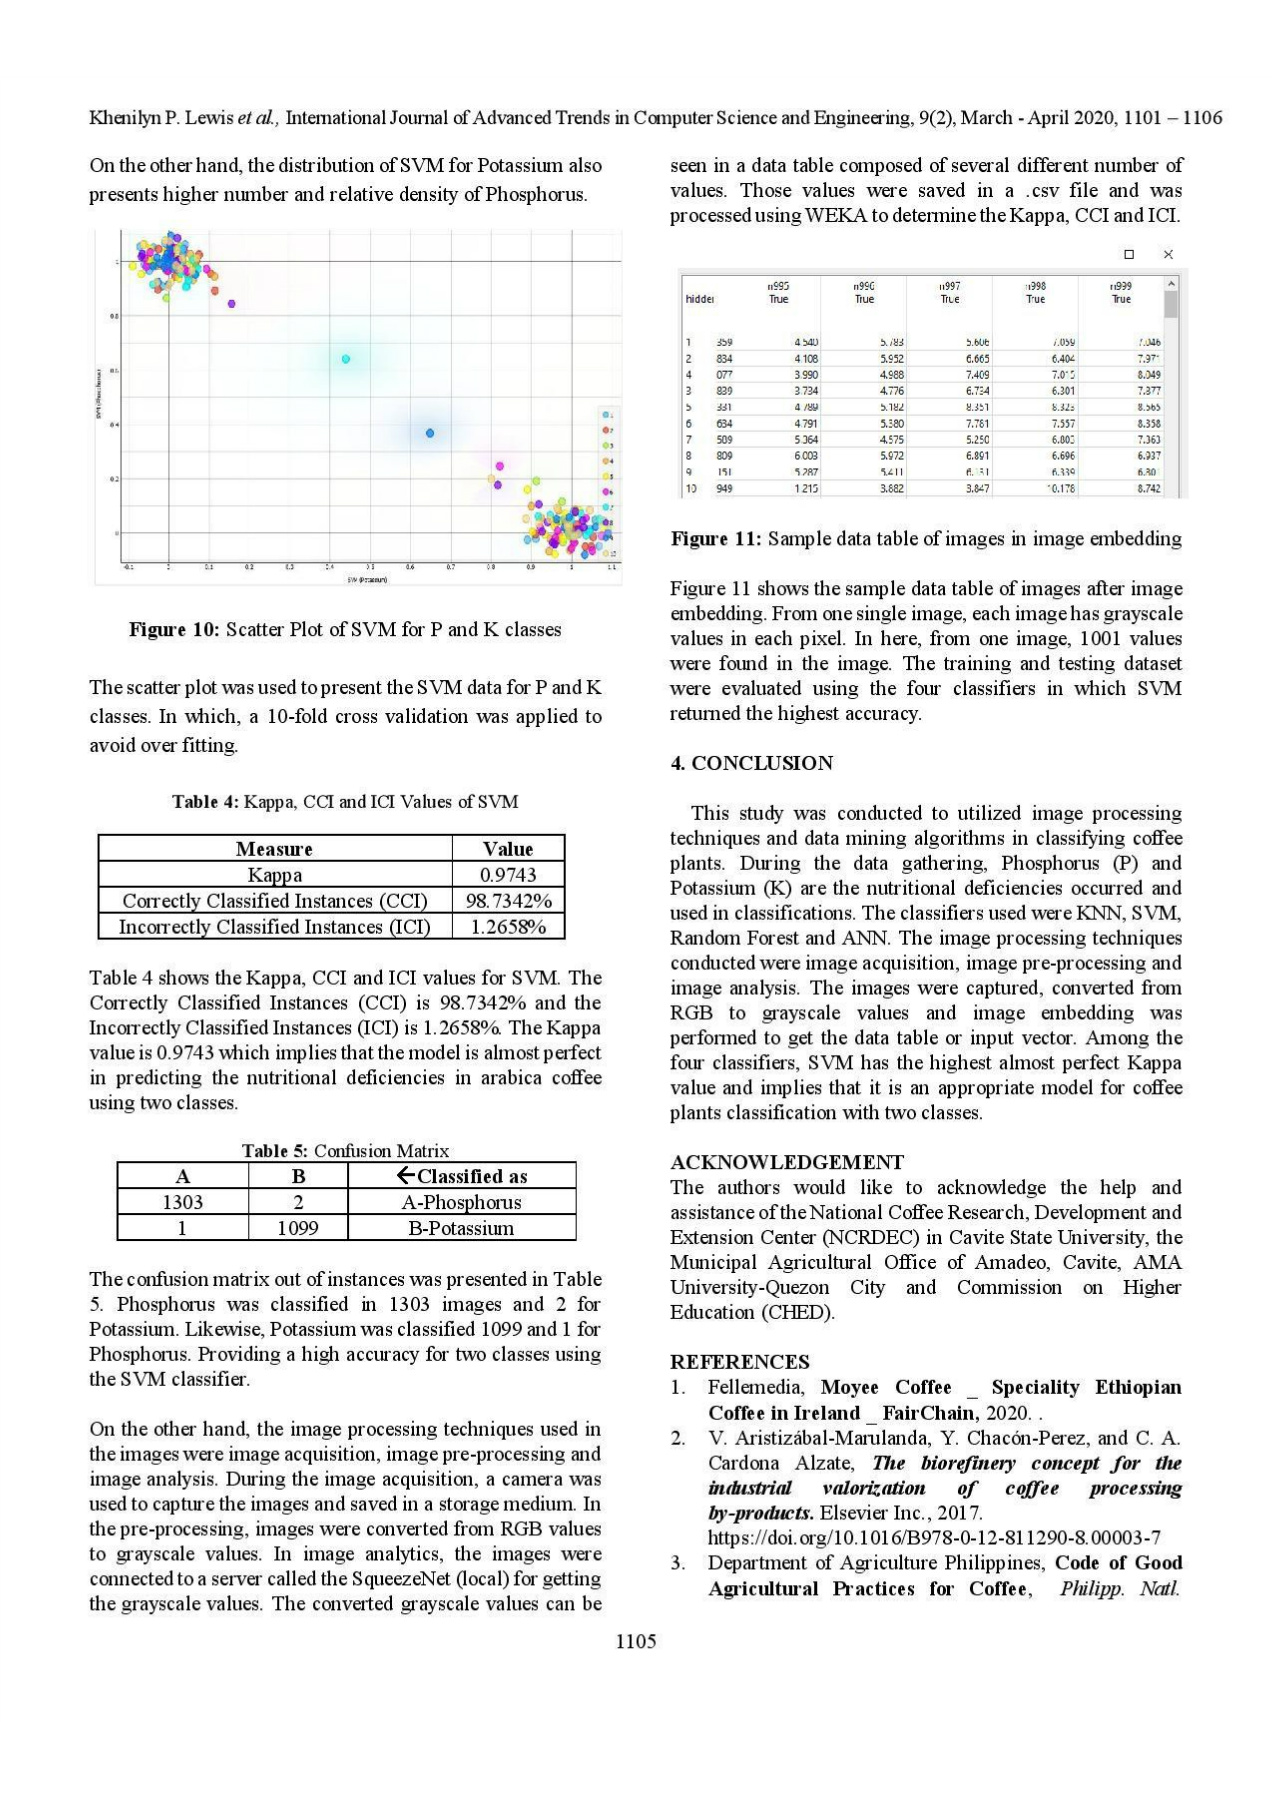 Khenilyn P. Lewis et al., International Journal of Advanced Trends in Computer Science and Engineering, 9(2), March - April 2020, 1101 – 1106
On the other hand, the distribution of SVM for Potassium also
presents higher number and relative density of Phosphorus.
Figure 10: Scatter Plot of SVM for P and K classes
The scatter plot was used to present the SVM data for P and K
classes. In which, a 10-fold cross validation was applied to
avoid over fitting.
Table 4: Kappa, CCI and ICI Values of SVM
Measure Value
Kappa 0.9743
Correctly Classified Instances (CCI) 98.7342%
Incorrectly Classified Instances (ICI) 1.2658%
Table 4 shows the Kappa, CCI and ICI values for SVM. The
Correctly Classified Instances (CCI) is 98.7342% and the
Incorrectly Classified Instances (ICI) is 1.2658%. The Kappa
value is 0.9743 which implies that the model is almost perfect
in predicting the nutritional deficiencies in arabica coffee
using two classes.
Table 5: Confusion Matrix
A B ←Classified as
1303 2 A-Phosphorus
1 1099 B-Potassium
The confusion matrix out of instances was presented in Table
5. Phosphorus was classified in 1303 images and 2 for
Potassium. Likewise, Potassium was classified 1099 and 1 for
Phosphorus. Providing a high accuracy for two classes using
the SVM classifier.
On the other hand, the image processing techniques used in
the images were image acquisition, image pre-processing and
image analysis. During the image acquisition, a camera was
used to capture the images and saved in a storage medium. In
the pre-processing, images were converted from RGB values
to grayscale values. In image analytics, the images were
connected to a server called the SqueezeNet (local) for getting
the grayscale values. The converted grayscale values can be
seen in a data table composed of several different number of
values. Those values were saved in a .csv file and was
processed using WEKA to determine the Kappa, CCI and ICI.
n995 n996 n997 n998 n999
hidden True True True True True
1 359 4.540 5.783 5.606 7.059 7.046
2 834 4.108 5.952 6.665 6.404
4 077 3.990 4.988 7.409 8.049
3 839 3.734 4.776 6.734 6.301 7.377
5 331 4.789 5.182 8.351 8.323 8.565
6 634 4.791 5.380 7.781 7.557 8.358
7 509 5.364 4.575 5.250 6.803 7.363
8 809 6.003 5.972 6.891 6.696 6.937
9 151 5.287 5.411 6.339
10 949 1.215 3.882 3.847 10.178 8.742
Figure 11: Sample data table of images in image embedding
Figure 11 shows the sample data table of images after image
embedding. From one single image, each image has grayscale
values in each pixel. In here, from one image, 1001 values
were found in the image. The training and testing dataset
were evaluated using the four classifiers in which SVM
returned the highest accuracy.
4. CONCLUSION
This study was conducted to utilized image processing
techniques and data mining algorithms in classifying coffee
plants. During the data gathering, Phosphorus (P) and
Potassium (K) are the nutritional deficiencies occurred and
used in classifications. The classifiers used were KNN, SVM,
Random Forest and ANN. The image processing techniques
conducted were image acquisition, image pre-processing and
image analysis. The images were captured, converted from
RGB to grayscale values and image embedding was
performed to get the data table or input vector. Among the
four classifiers, SVM has the highest almost perfect Kappa
value and implies that it is an appropriate model for coffee
plants classification with two classes.
ACKNOWLEDGEMENT
The authors would like to acknowledge the help and
assistance of the National Coffee Research, Development and
Extension Center (NCRDEC) in Cavite State University, the
Municipal Agricultural Office of Amadeo, Cavite, AMA
University-Quezon City and Commission on Higher
Education (CHED).
REFERENCES
1. Fellemedia, Moyee Coffee _ Speciality Ethiopian
Coffee in Ireland _ FairChain, 2020. .
2. V. Aristizábal-Marulanda, Y. Chacón-Perez, and C. A.
Cardona Alzate, The biorefinery concept for the
industrial valorization of coffee processing
by-products. Elsevier Inc., 2017.
https://doi.org/10.1016/B978-0-12-811290-8.00003-7
3. Department of Agriculture Philippines, Code of Good
Agricultural Practices for Coffee, Philipp. Natl.
1105